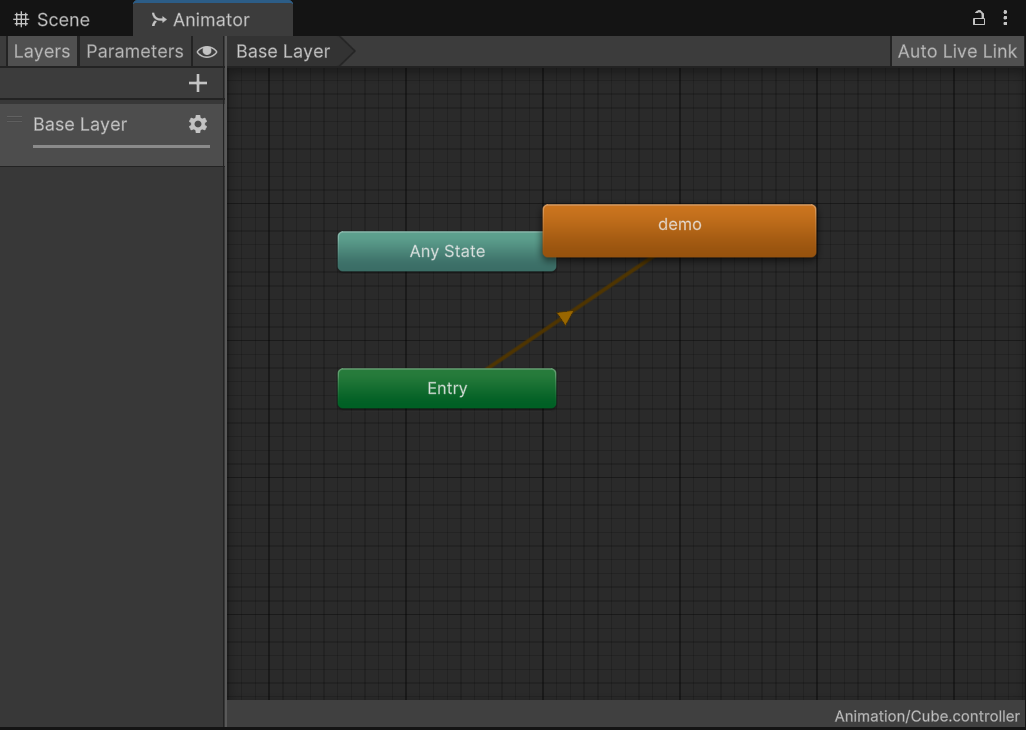 Scene
Animator
Layers
Parameters
Base Layer
Auto Live Link
Base Layer
demo
Any State
Entry
Animation/Cube.controller